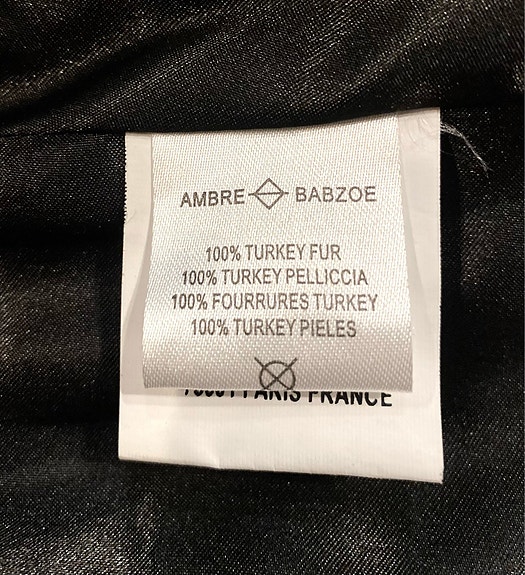 AMBRE BABZOE
100% TURKEY FUR
100% TURKEY PELLICCIA
100% FOURRURES TURKEY
100% TURKEY PIELES
PARIS FRANCE